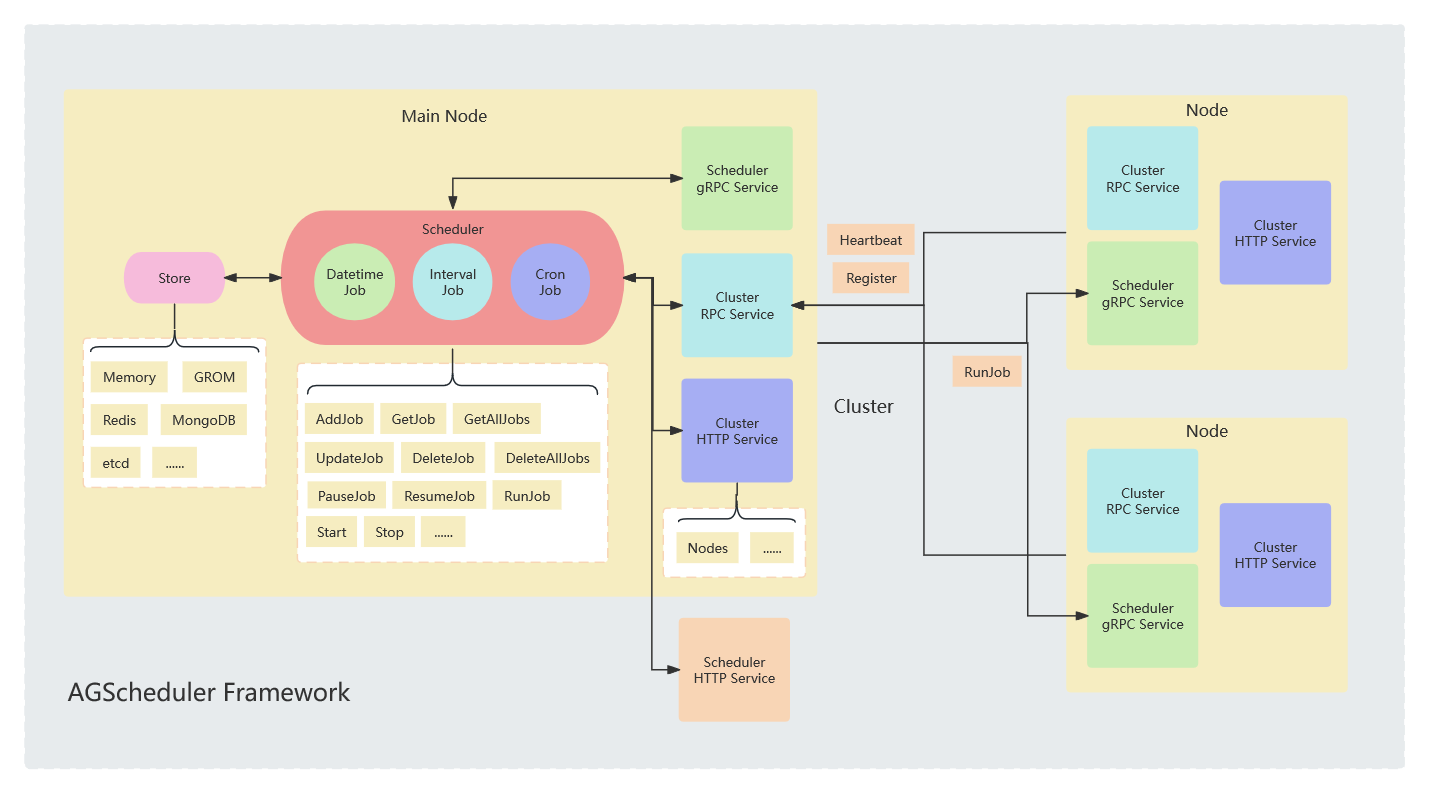 Main Node
Scheduler
gRPC Service
Scheduler
Datetime
Job
Interval
Job
Cron
Job
Store
Memory
GROM
Redis
MongoDB
etcd
......
AddJob
GetJob
GetAllJobs
UpdateJob
DeleteJob
DeleteAllJobs
PauseJob
ResumeJob
RunJob
Start
Stop
......
Cluster
RPC Service
Cluster
HTTP Service
Nodes
......
Scheduler
HTTP Service
Heartbeat
Register
RunJob
Cluster
Node
Cluster
RPC Service
Cluster
HTTP Service
Scheduler
gRPC Service
Node
Cluster
RPC Service
Cluster
HTTP Service
Scheduler
gRPC Service
AGScheduler Framework